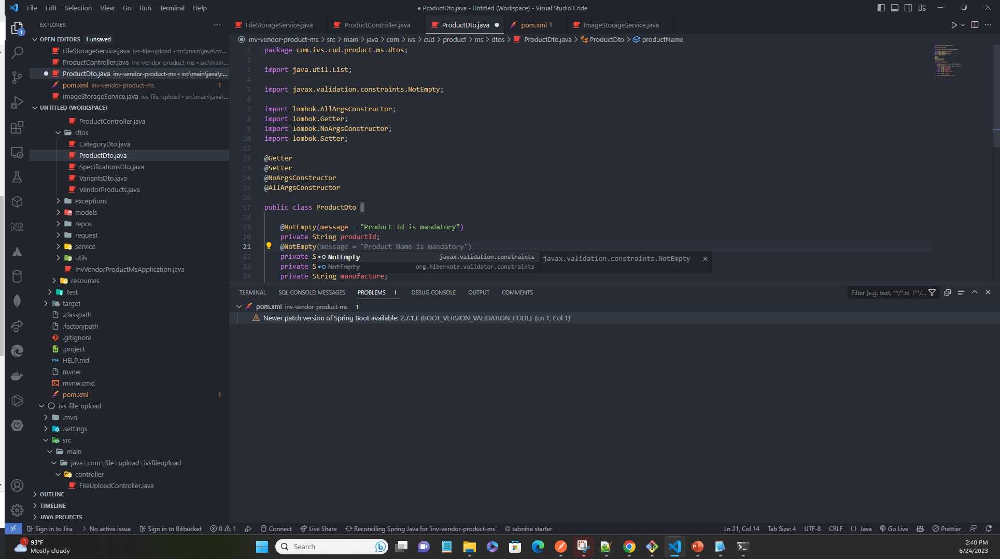 File Edit Selection View Go Run Terminal Help
● ProductDto.java - Untitled (Workspace) - Visual Studio Code
EXPLORER
OPEN EDITORS 1 unsaved
FileStorageService.java ivs-file-upload • src\main\java\co...
ProductController.java inv-vendor-product-ms • src\main...
ProductDto.java inv-vendor-product-ms • src\main\java\c...
pom.xml inv-vendor-product-ms 1
ImageStorageService.java ivs-file-upload • src\main\java\...
UNTITLED (WORKSPACE)
ProductController.java
dtos
CategoryDto.java
ProductDto.java
SpecificationsDto.java
VariantsDto.java
VendorProducts.java
exceptions
models
repos
request
service
utils
InvVendorProductMsApplication.java
resources
test
target
.classpath
.factorypath
.gitignore
.project
HELP.md
mvnw
mvnw.cmd
pom.xml 1
ivs-file-upload
.mvn
.settings
src
main
java\com\file\upload\ivsfileupload
controller
FileUploadController.java
OUTLINE
TIMELINE
JAVA PROJECTS
FileStorageService.java ProductController.java ProductDto.java pom.xml 1 ImageStorageService.java
inv-vendor-product-ms > src > main > java > com > ivs > cud > product > ms > dtos > ProductDto.java > ProductDto > productName
1 package com.ivs.cud.product.ms.dtos;
2
3 import java.util.List;
4
5 import javax.validation.constraints.NotEmpty;
6
7 import lombok.AllArgsConstructor;
8 import lombok.Getter;
9 import lombok.NoArgsConstructor;
10 import lombok.Setter;
11
12 @Getter
13 @Setter
14 @NoArgsConstructor
15 @AllArgsConstructor
16
17 public class ProductDto {
18
19 @NotEmpty(message = "Product Id is mandatory")
20 private String productId;
21 @NotEmpty(message = "Product Name is mandatory")
22 private S
NotEmpty javax.validation.constraints
javax.validation.constraints.NotEmpty
23 private S
NotEmpty org.hibernate.validator.constraints
24 private String manufacture;
TERMINAL SQL CONSOLE: MESSAGES PROBLEMS 1 DEBUG CONSOLE OUTPUT COMMENTS
Filter (e.g. text, **/*.ts, !**/...
pom.xml inv-vendor-product-ms 1
Newer patch version of Spring Boot available: 2.7.13 (BOOT_VERSION_VALIDATION_CODE) [Ln 1, Col 1]
Sign in to Jira No active issue Sign in to Bitbucket 0 1 Connect Live Share Reconciling Spring Java for 'inv-vendor-product-ms' tabnine starter
Ln 21, Col 14 Tab Size: 4 UTF-8 CRLF {} Java Go Live Prettier
1 93°F
Mostly cloudy
Search
2:40 PM
6/24/2023